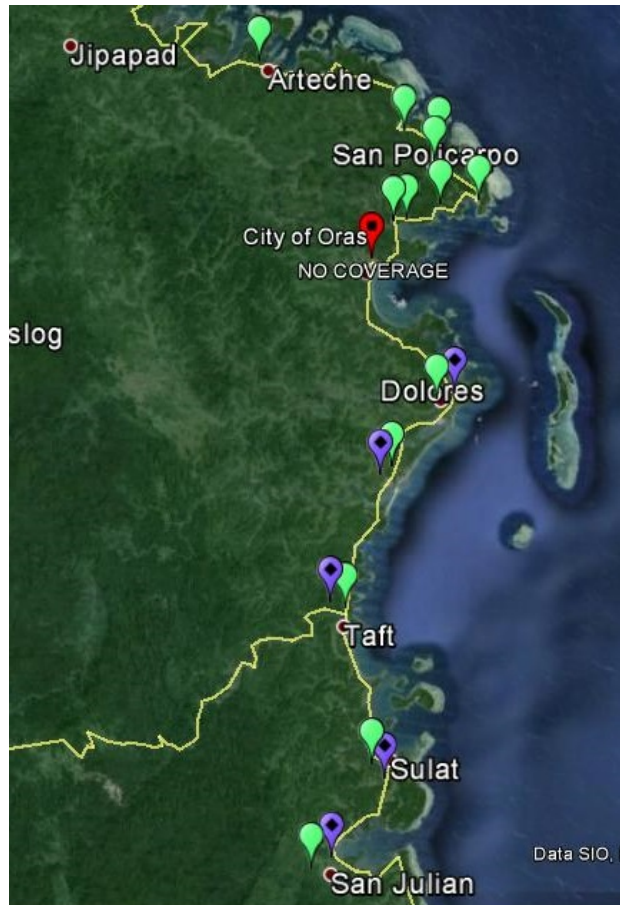 Jipapad
Arteche
San Policarpo
City of Oras
NO COVERAGE
slog
Dolores
Taft
Sulat
Data SIO,
San Julian